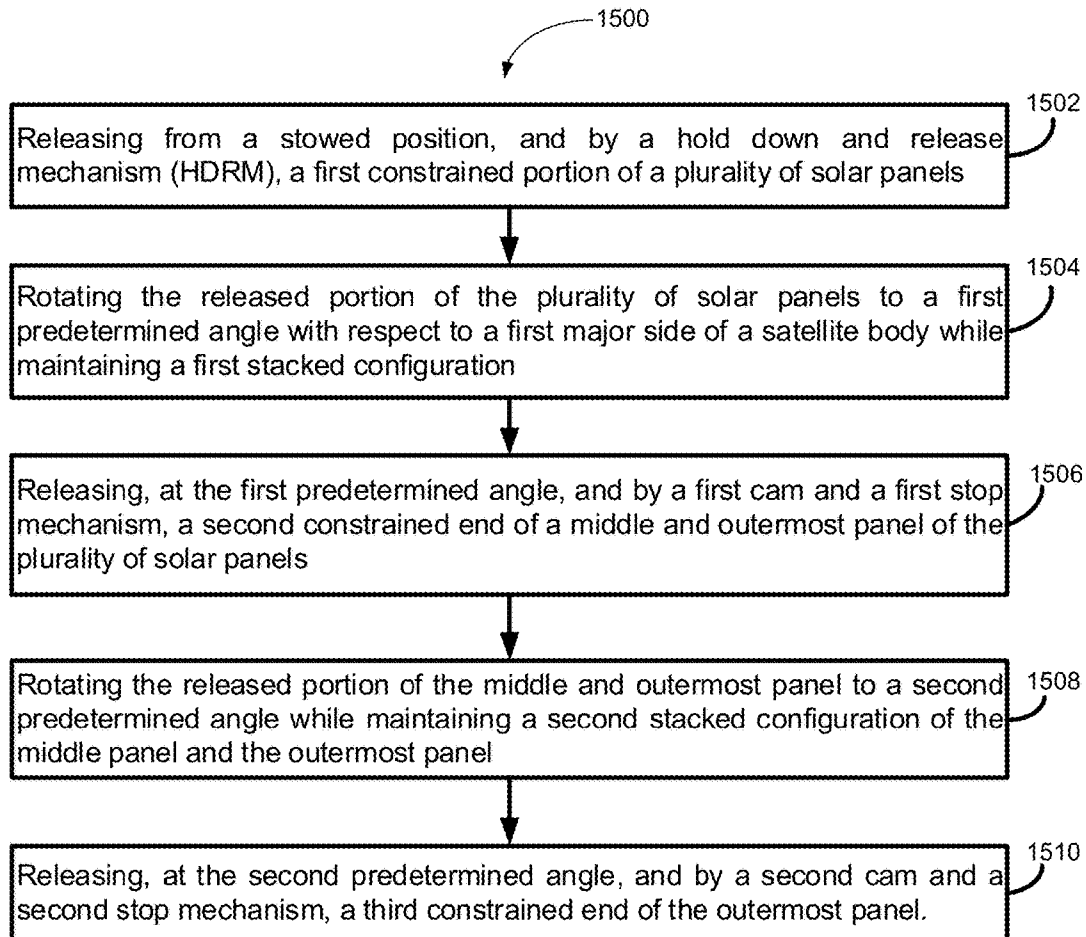 1500
1502
Releasing from a stowed position, and by a hold down and release
mechanism (HDRM), a first constrained portion of a plurality of solar panels
1504
Rotating the released portion of the plurality of solar panels to a first
predetermined angle with respect to a first major side of a satellite body while
maintaining a first stacked configuration
1506
Releasing, at the first predetermined angle, and by a first cam and a first stop
mechanism, a second constrained end of a middle and outermost panel of the
plurality of solar panels
1508
Rotating the released portion of the middle and outermost panel to a second
predetermined angle while maintaining a second stacked configuration of the
middle panel and the outermost panel
1510
Releasing, at the second predetermined angle, and by a second cam and a
second stop mechanism, a third constrained end of the outermost panel.